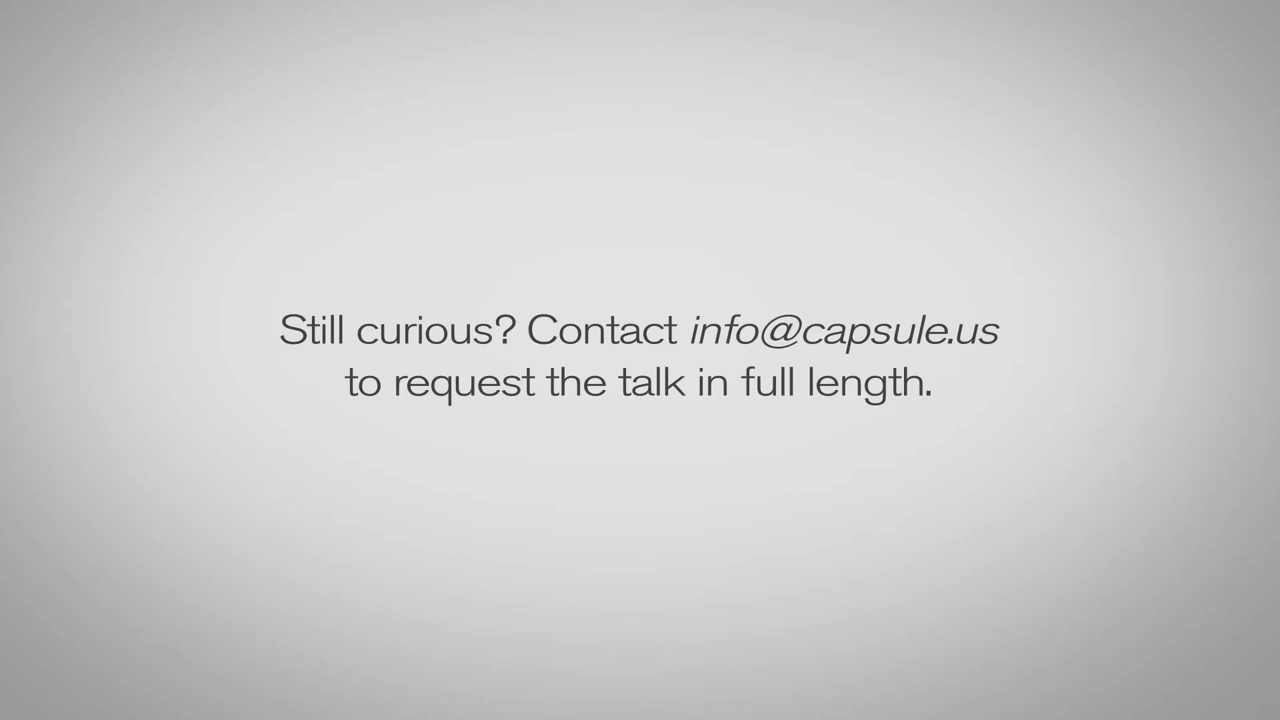 Still curious? Contact info@capsule.us
to request the talk in full length.